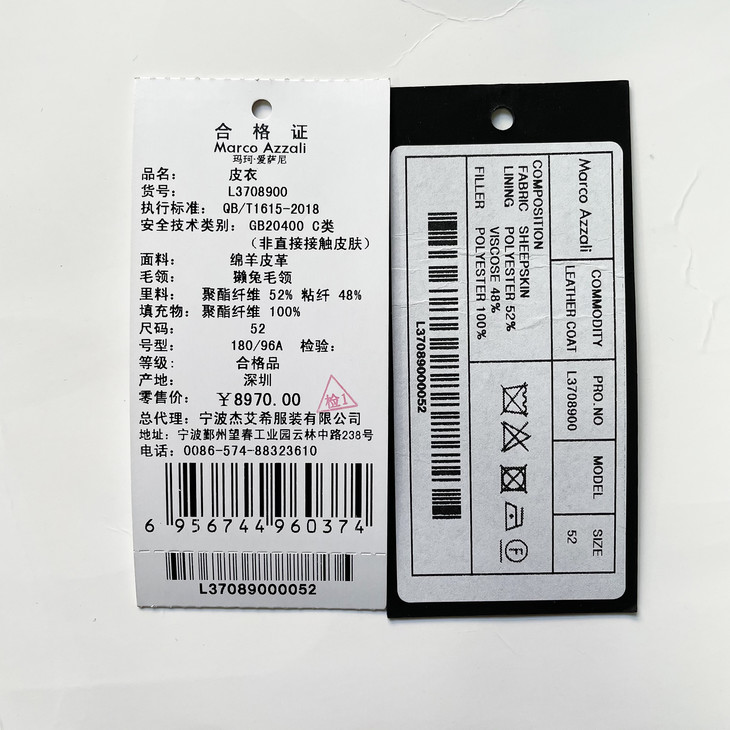 合格证
Marco Azzali
玛珂·爱萨尼
品名： 皮衣
货号： L3708900
执行标准： QB/T1615-2018
安全技术类别： GB20400 C类
（非直接接触皮肤）
面料： 绵羊皮革
毛领： 獭兔毛领
里料： 聚酯纤维 52% 粘纤 48%
填充物： 聚酯纤维 100%
尺码： 52
号型： 180/96A 检验：
等级： 合格品
产地： 深圳
零售价： ￥8970.00
检1
总代理：宁波杰艾希服装有限公司
地址：宁波鄞州望春工业园云林中路238号
电话：0086-574-88323610
6 956744 960374
L37089000052
Marco Azzali
COMMODITY PRO.NO MODEL SIZE
LEATHER COAT L3708900 52
COMPOSITION
FABRIC SHEEPSKIN
LINING POLYESTER 52%
VISCOSE 48%
FILLER POLYESTER 100%
F
L37089000052